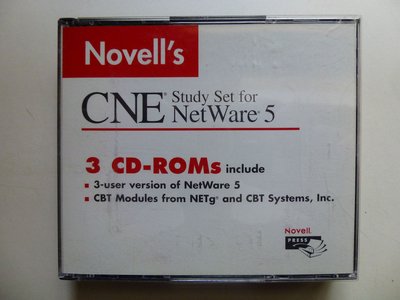 Novell's
CNE® Study Set for
NetWare® 5
3 CD-ROMs include
3-user version of NetWare 5
CBT Modules from NETg® and CBT Systems, Inc.
Novell
PRESS